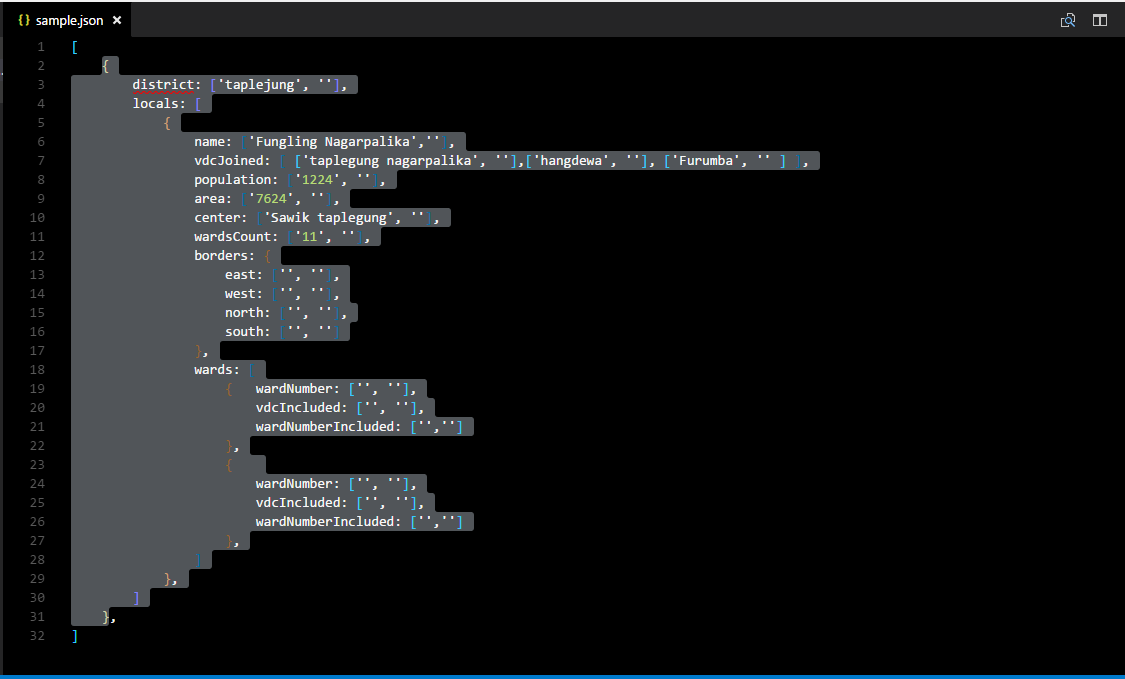 {} sample.json ×
1 [
2     {
3         district: ['taplejung', ''],
4         locals: [
5             {
6                 name: ['Fungling Nagarpalika',''],
7                 vdcJoined: [ ['taplegung nagarpalika', ''],['hangdewa', ''], ['Furumba', '' ] ],
8                 population: ['1224', ''],
9                 area: ['7624', ''],
10                 center: ['Sawik taplegung', ''],
11                 wardsCount: ['11', ''],
12                 borders: {
13                     east: ['', ''],
14                     west: ['', ''],
15                     north: ['', ''],
16                     south: ['', '']
17                 },
18                 wards: [
19                     {   wardNumber: ['', ''],
20                         vdcIncluded: ['', ''],
21                         wardNumberIncluded: ['','']
22                     },
23                     {
24                         wardNumber: ['', ''],
25                         vdcIncluded: ['', ''],
26                         wardNumberIncluded: ['','']
27                     },
28                 ]
29             },
30         ]
31     },
32 ]